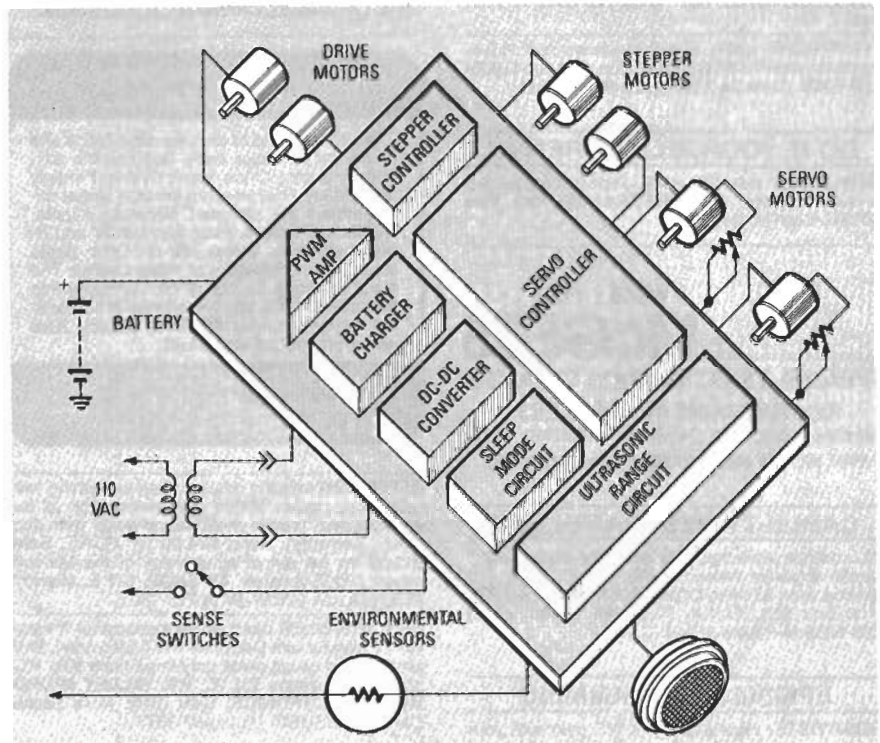 DRIVE
MOTORS
STEPPER
MOTORS
SERVO
MOTORS
STEPPER
CONTROLLER
SERVO
CONTROLLER
PWM
AMP
BATTERY
CHARGER
DC-DC
CONVERTER
SLEEP
MODE
CIRCUIT
ULTRASONIC
RANGE
CIRCUIT
+
BATTERY
110
VAC
SENSE
SWITCHES
ENVIRONMENTAL
SENSORS